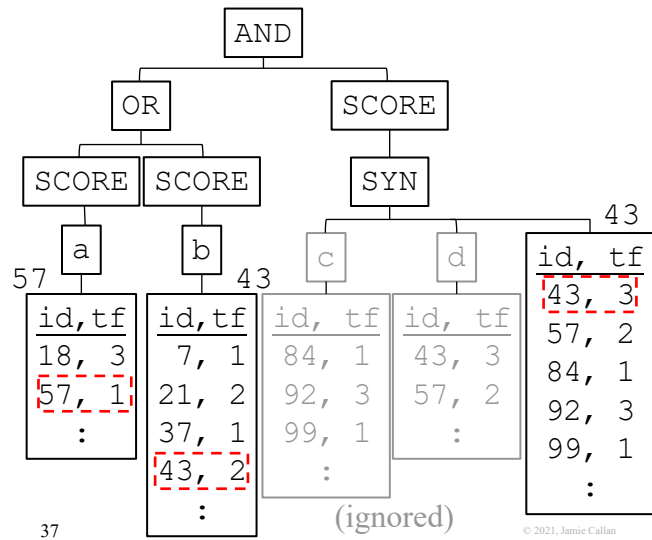 AND
OR
SCORE
SCORE
SCORE
SYN
a
b
c
d
57
43
43
id,tf
18, 3
57, 1
:
id,tf
7, 1
21, 2
37, 1
43, 2
:
id, tf
84, 1
92, 3
99, 1
:
id, tf
43, 3
57, 2
:
id, tf
43, 3
57, 2
84, 1
92, 3
99, 1
:
(ignored)
37
© 2021, Jamie Callan